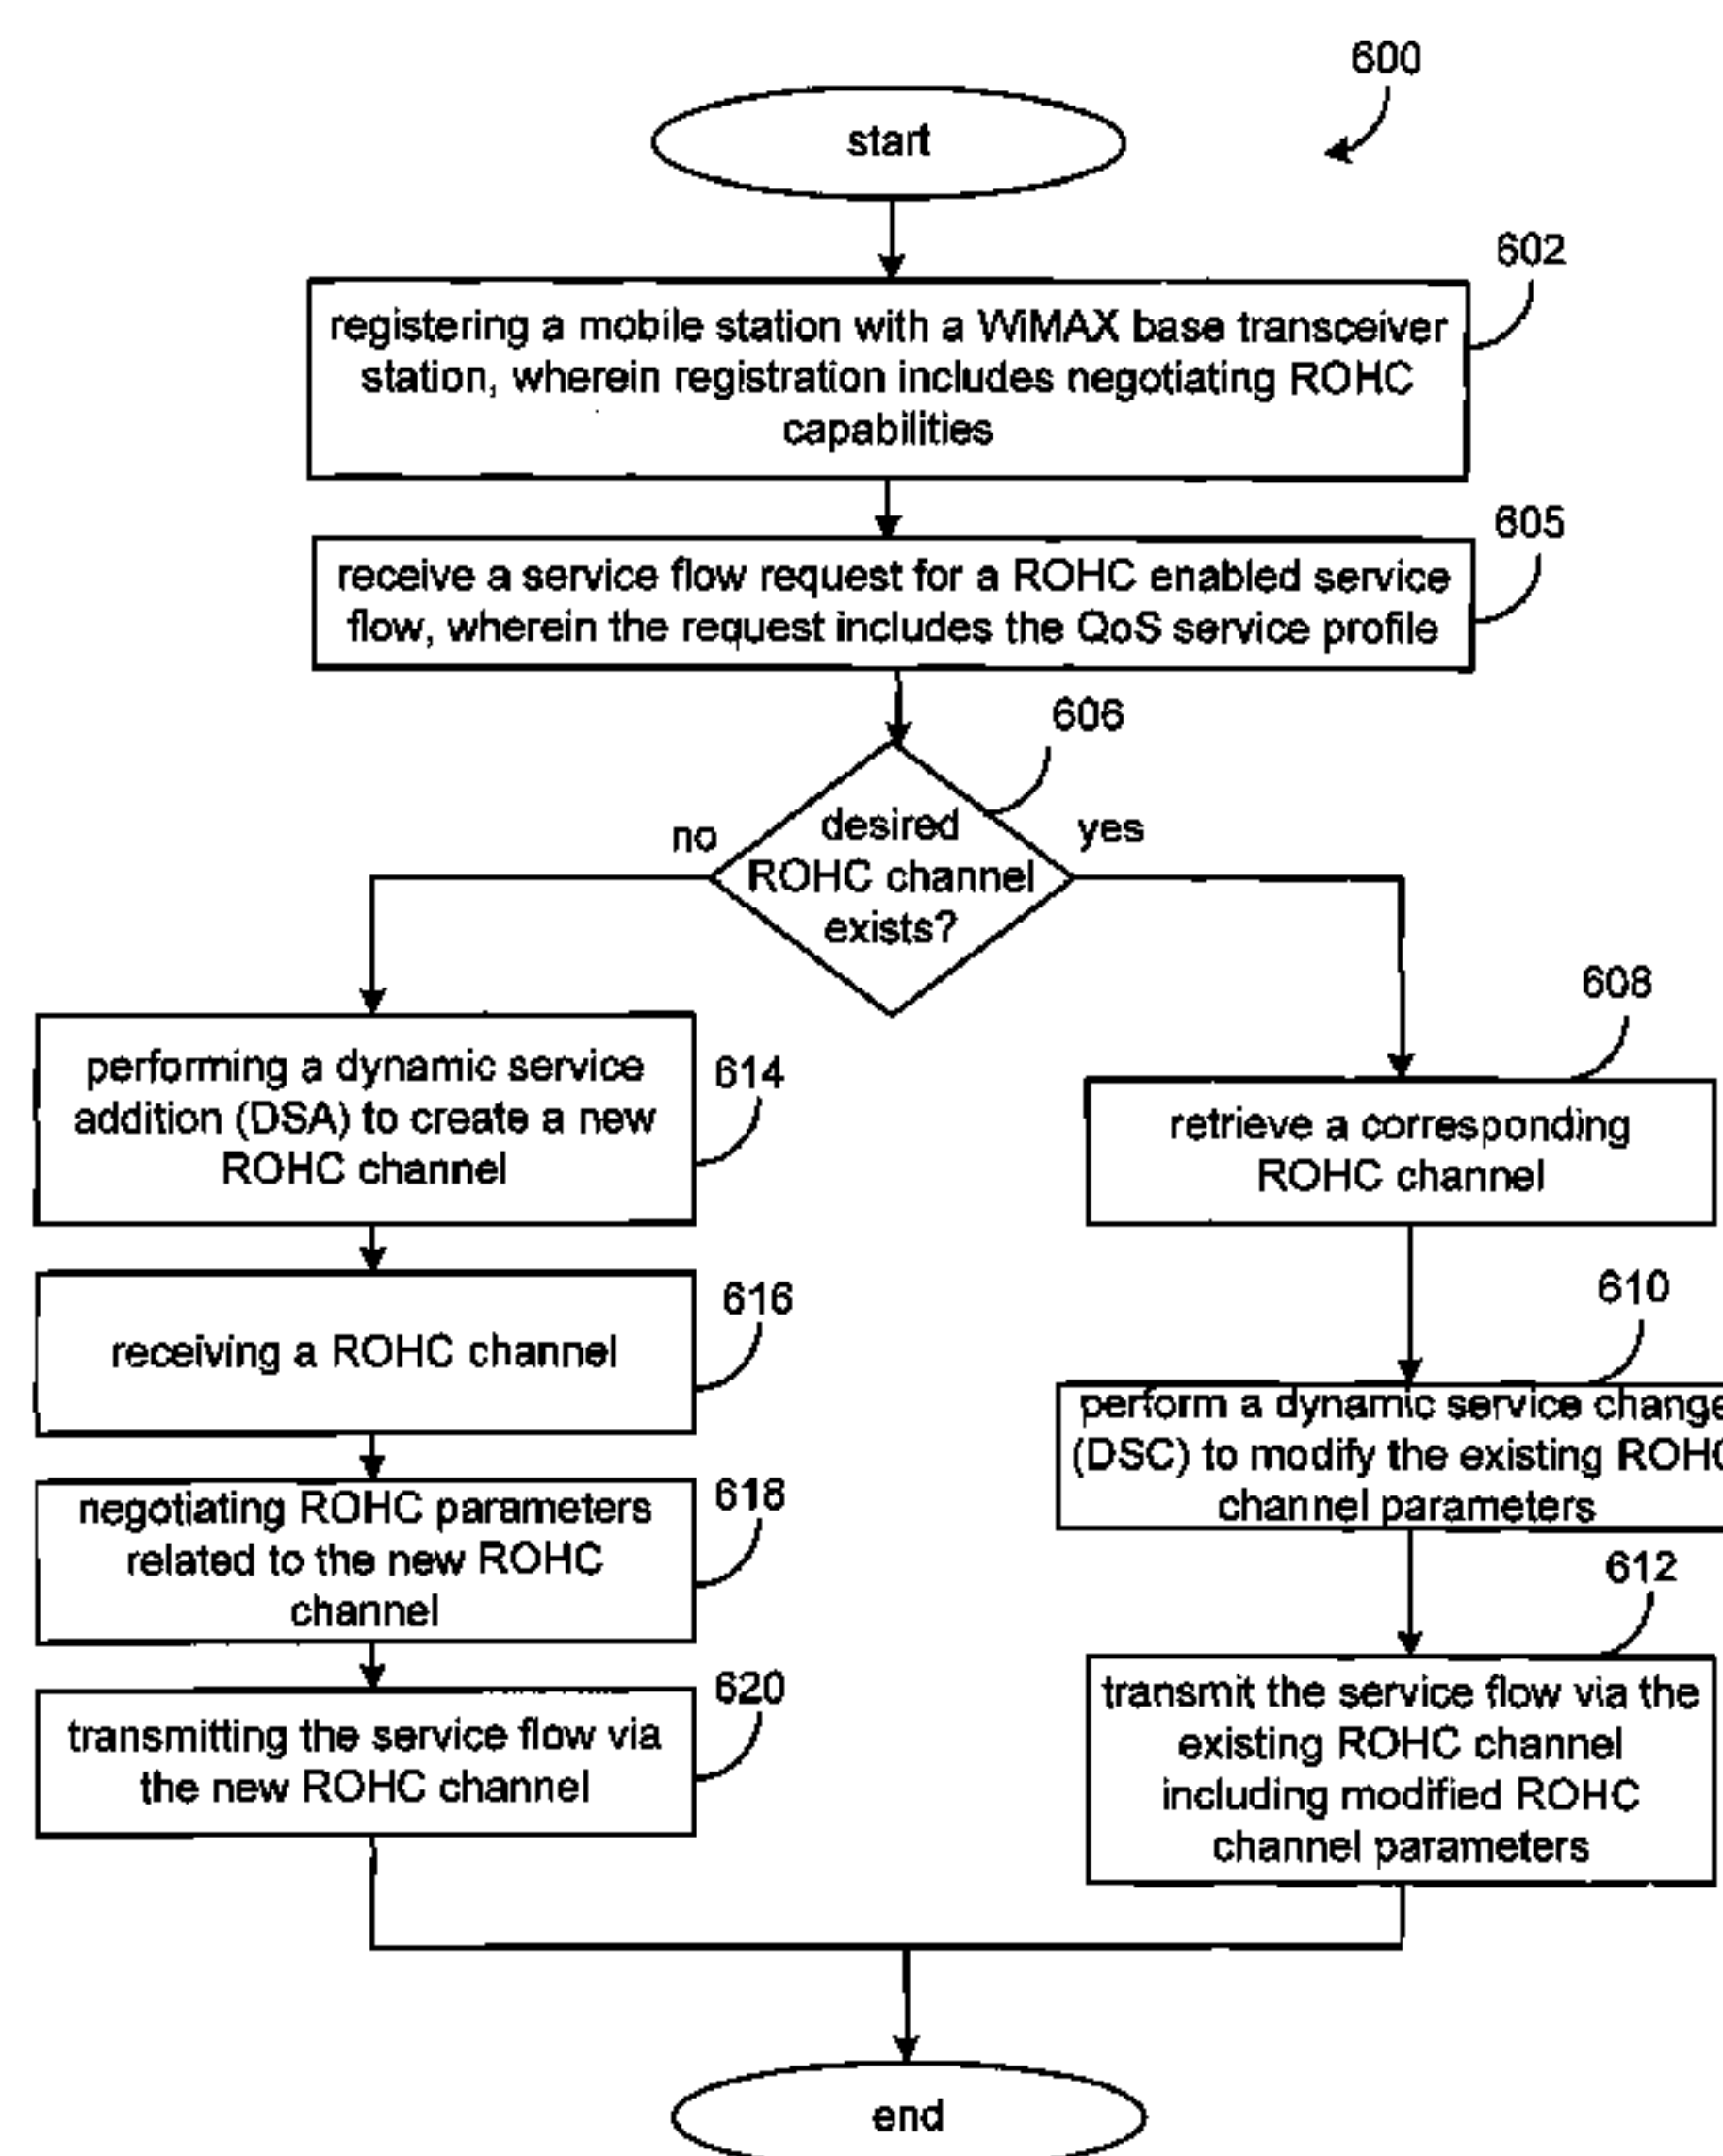 600
start
602
registering a mobile station with a WiMAX base transceiver
station, wherein registration includes negotiating ROHC
capabilities
605
receive a service flow request for a ROHC enabled service
flow, wherein the request includes the QoS service profile
606
no
yes
desired
ROHC channel
exists?
614
performing a dynamic service
addition (DSA) to create a new
ROHC channel
616
receiving a ROHC channel
618
negotiating ROHC parameters
related to the new ROHC
channel
620
transmitting the service flow via
the new ROHC channel
608
retrieve a corresponding
ROHC channel
610
perform a dynamic service change
(DSC) to modify the existing ROHC
channel parameters
612
transmit the service flow via the
existing ROHC channel
including modified ROHC
channel parameters
end